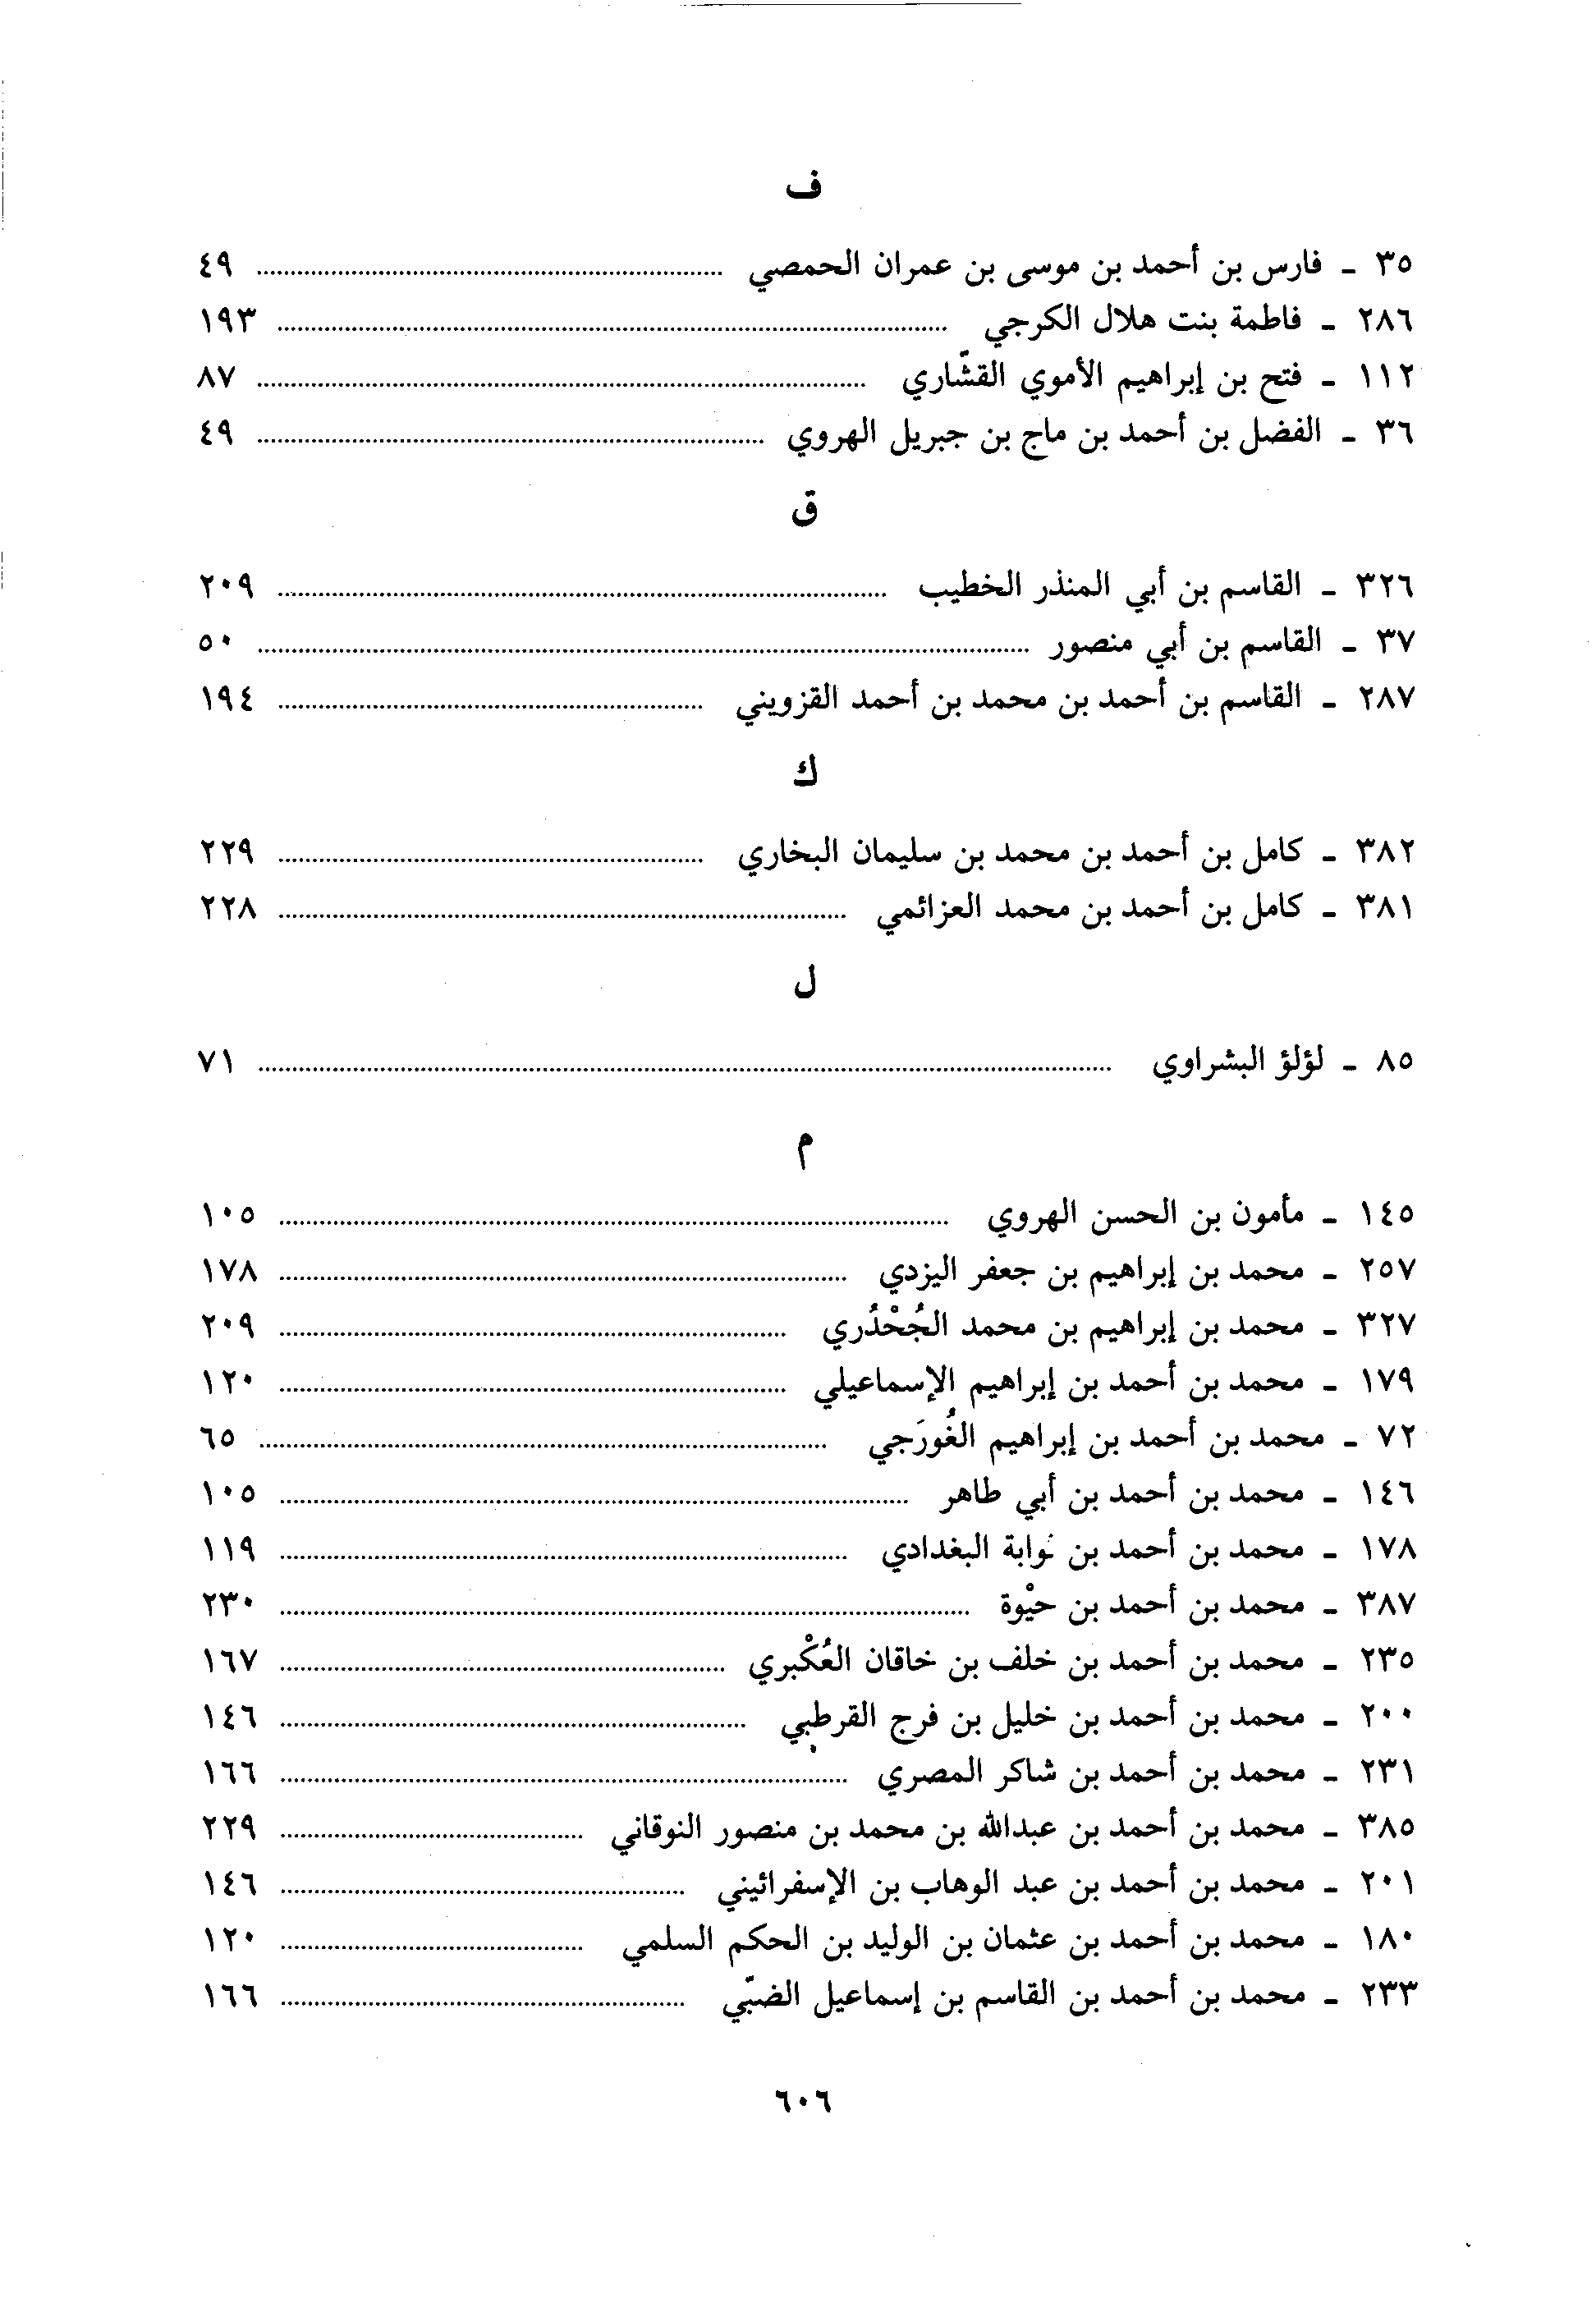 ف
٣٥ - فارس بن أحمد بن موسى بن عمران الحمصي ........ ٤٩
٢٨٦ - فاطمة بنت هلال الكرجي ........ ١٩٣
١١٢ - فتح بن إبراهيم الأموي القشّاري ........ ٨٧
٣٦ - الفضل بن أحمد بن ماج بن جبريل الهروي ........ ٤٩
ق
٣٢٦ - القاسم بن أبي المنذر الخطيب ........ ٢٠٩
٣٧ - القاسم بن أبي منصور ........ ٥٠
٢٨٧ - القاسم بن أحمد بن محمد بن أحمد القزويني ........ ١٩٤
ك
٣٨٢ - كامل بن أحمد بن محمد بن سليمان البخاري ........ ٢٢٩
٣٨١ - كامل بن أحمد بن محمد العزائمي ........ ٢٢٨
ل
٨٥ - لؤلؤ البشراوي ........ ٧١
م
١٤٥ - مأمون بن الحسن الهروي ........ ١٠٥
٢٥٧ - محمد بن إبراهيم بن جعفر اليزدي ........ ١٧٨
٣٢٧ - محمد بن إبراهيم بن محمد الجُحْدُري ........ ٢٠٩
١٧٩ - محمد بن أحمد بن إبراهيم الإسماعيلي ........ ١٢٠
٧٢ - محمد بن أحمد بن إبراهيم الغُورَجي ........ ٦٥
١٤٦ - محمد بن أحمد بن أبي طاهر ........ ١٠٥
١٧٨ - محمد بن أحمد بن ثوابة البغدادي ........ ١١٩
٣٨٧ - محمد بن أحمد بن حيْوة ........ ٢٣٠
٢٣٥ - محمد بن أحمد بن خلف بن خاقان العُكْبري ........ ١٦٧
٢٠٠ - محمد بن أحمد بن خليل بن فرج القرطبي ........ ١٤٦
٢٣١ - محمد بن أحمد بن شاكر المصري ........ ١٦٦
٣٨٥ - محمد بن أحمد بن عبدالله بن محمد بن منصور النوقاني ........ ٢٢٩
٢٠١ - محمد بن أحمد بن عبد الوهاب بن الإسفرائيني ........ ١٤٦
١٨٠ - محمد بن أحمد بن عثمان بن الوليد بن الحكم السلمي ........ ١٢٠
٢٣٣ - محمد بن أحمد بن القاسم بن إسماعيل الضبّي ........ ١٦٦
٦٠٦